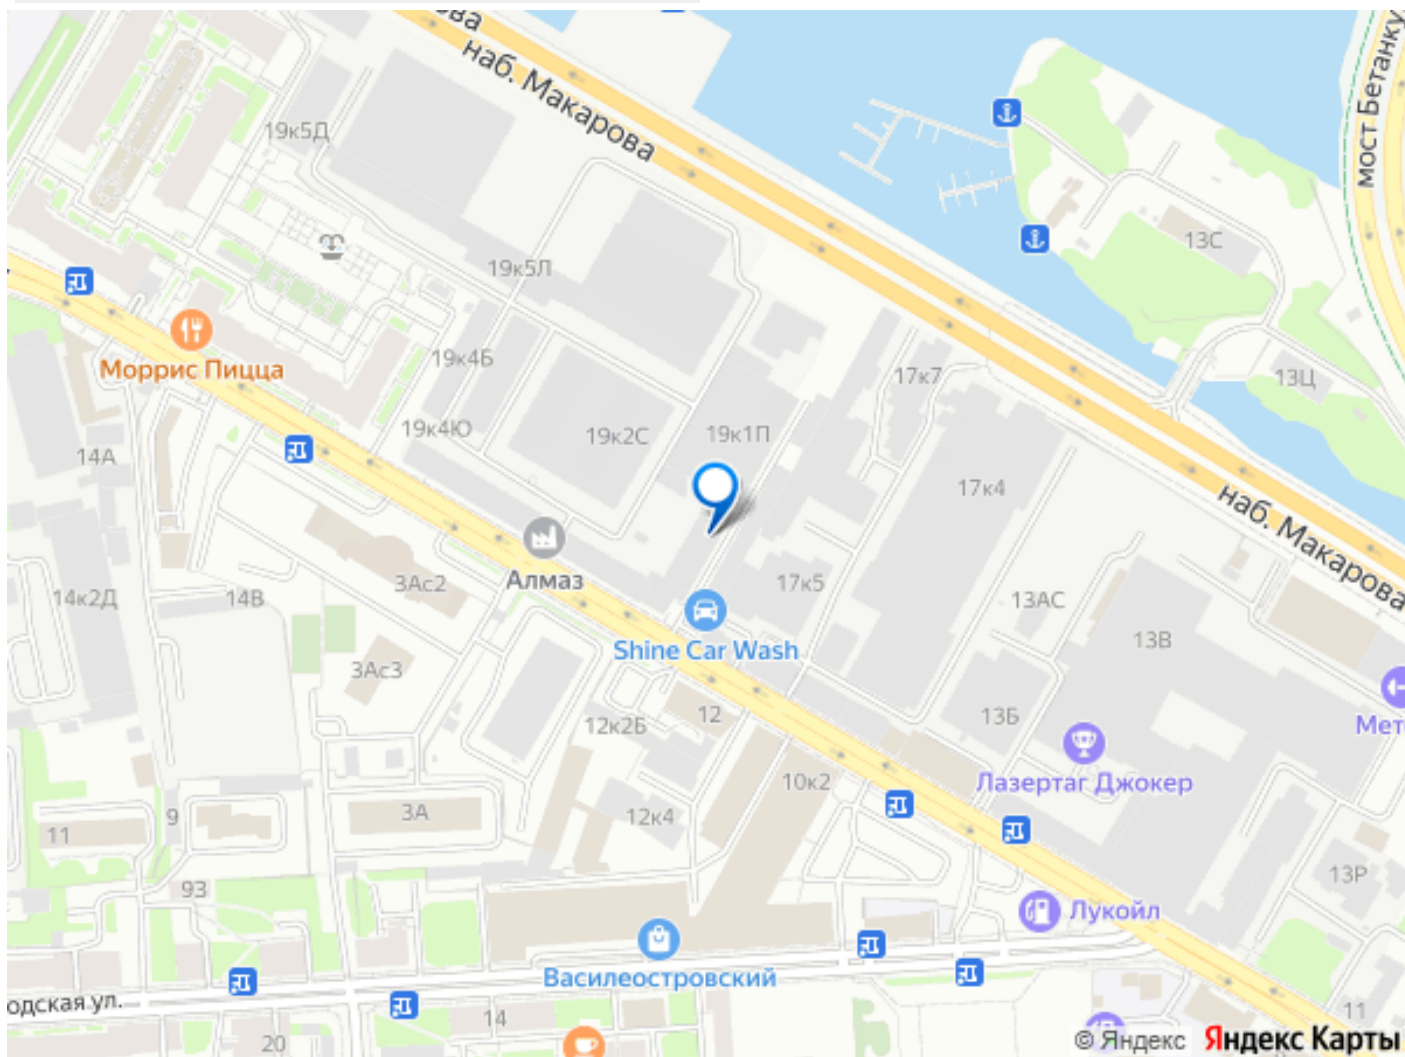 ова
наб. Макарова
мост Бетанку
19к5Д
13С
19к5Л
Моррис Пицца
19к4Б
17к7
13Ц
19к4Ю
19к2С
19к1П
14А
17к4
наб. Макарова
Алмаз
3Ас2
17к5
14к2Д
14В
13АС
13В
Shine Car Wash
3Ас3
12к2Б
12
13Б
Мет
Лазертаг Джокер
10к2
3А
9
11
12к4
93
13Р
Лукойл
Василеостровский
одская ул.
14
11
20
© Яндекс Яндекс Карты